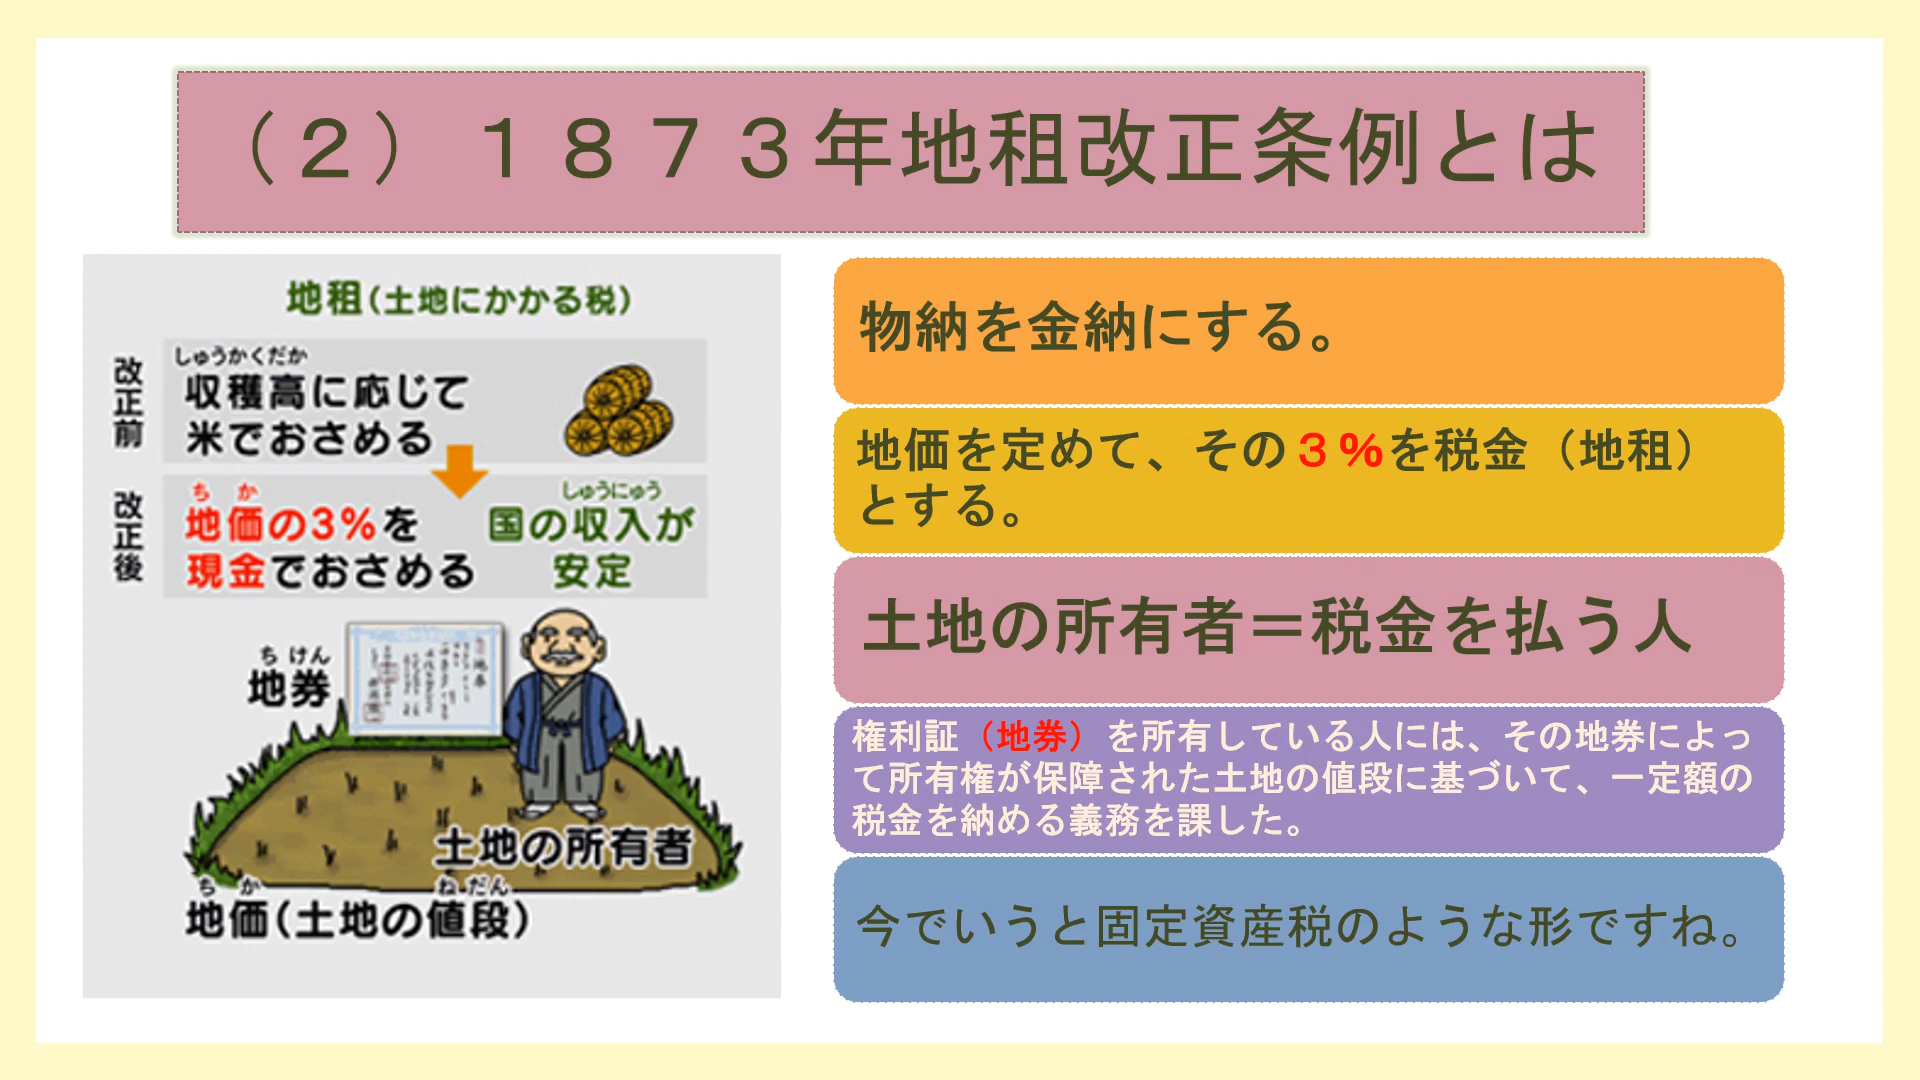 （２）１８７３年地租改正条例とは
地租(土地にかかる税)
改正前
しゅうかくだか
収穫高に応じて
米でおさめる
改正後
ち か
地価の3%を
現金でおさめる
しゅうにゅう
国の収入が
安定
ち けん
地券
土地の所有者
ち か ね だん
地価(土地の値段)
物納を金納にする。
地価を定めて、その３％を税金（地租）
とする。
土地の所有者＝税金を払う人
権利証（地券）を所有している人には、その地券によっ
て所有権が保障された土地の値段に基づいて、一定額の
税金を納める義務を課した。
今でいうと固定資産税のような形ですね。